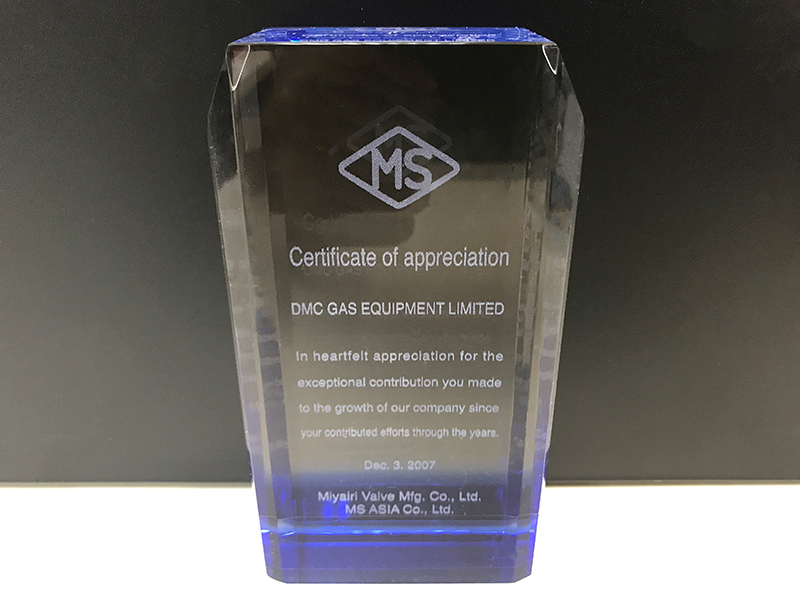 MS
Certificate of appreciation
DMC GAS EQUIPMENT LIMITED
In heartfelt appreciation for the
exceptional contribution you made
to the growth of our company since
your contributed efforts through the years.
Dec. 3. 2007
Miyairi Valve Mfg. Co., Ltd.
MS ASIA Co., Ltd.